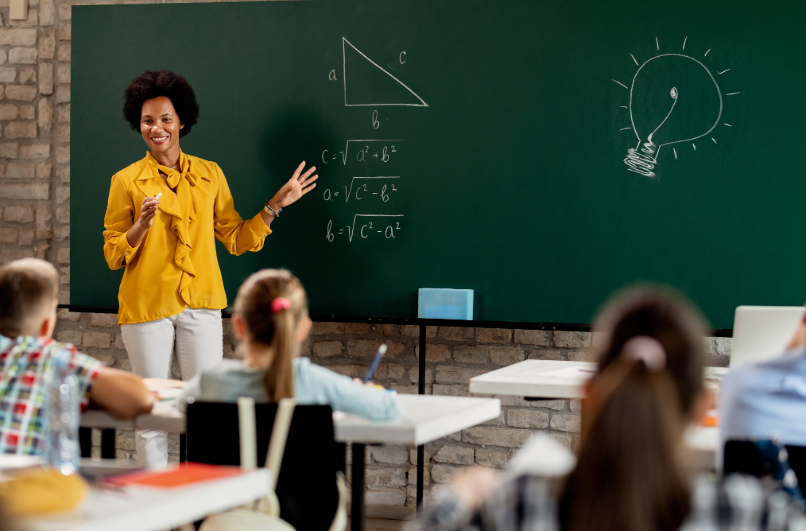 a
c
b
c = √a² + b²
a = √c² - b²
b = √c² - a²